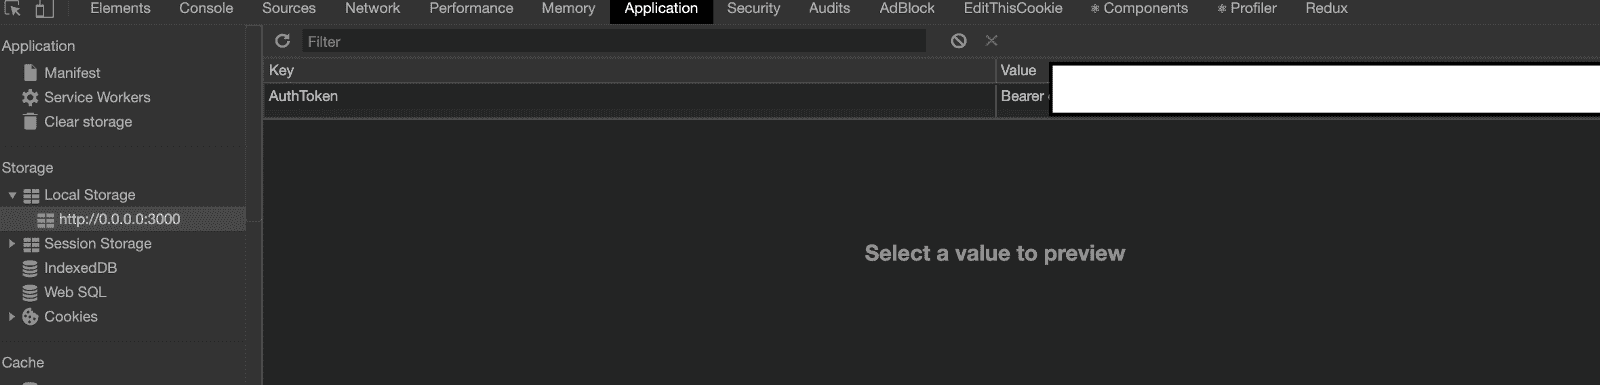 Elements Console Sources Network Performance Memory Application Security Audits AdBlock EditThisCookie ⚛ Components ⚛ Profiler Redux
Application
Manifest
Service Workers
Clear storage
Storage
Local Storage
http://0.0.0.0:3000
Session Storage
IndexedDB
Web SQL
Cookies
Cache
Filter
Key Value
AuthToken Bearer
Select a value to preview